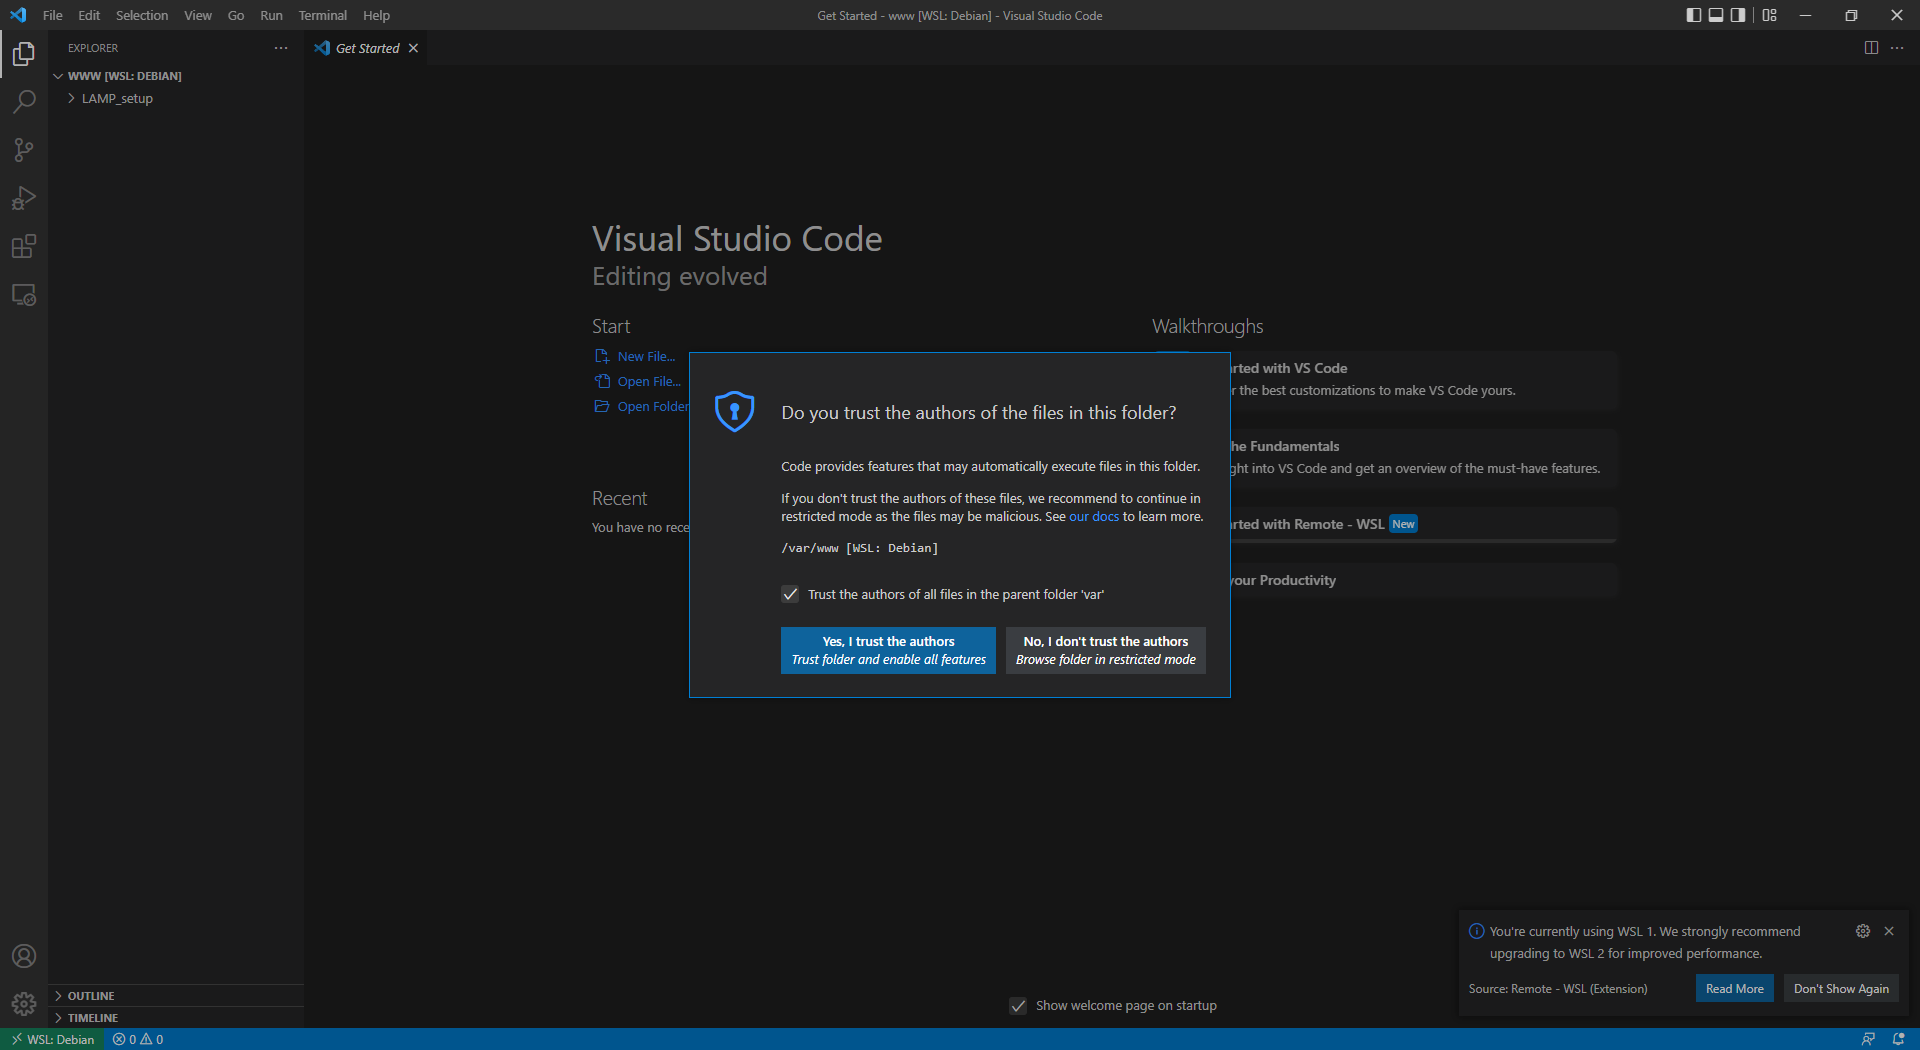 File Edit Selection View Go Run Terminal Help
Get Started - www [WSL: Debian] - Visual Studio Code
EXPLORER
WWW [WSL: DEBIAN]
LAMP_setup
OUTLINE
TIMELINE
Get Started
Visual Studio Code
Editing evolved
Start
New File...
Open File...
Open Folder
Recent
You have no rece
Walkthroughs
rted with VS Code
r the best customizations to make VS Code yours.
he Fundamentals
ght into VS Code and get an overview of the must-have features.
rted with Remote - WSL New
your Productivity
Do you trust the authors of the files in this folder?
Code provides features that may automatically execute files in this folder.
If you don't trust the authors of these files, we recommend to continue in
restricted mode as the files may be malicious. See our docs to learn more.
/var/www [WSL: Debian]
Trust the authors of all files in the parent folder 'var'
Yes, I trust the authors
Trust folder and enable all features
No, I don't trust the authors
Browse folder in restricted mode
Show welcome page on startup
You're currently using WSL 1. We strongly recommend
upgrading to WSL 2 for improved performance.
Source: Remote - WSL (Extension)
Read More
Don't Show Again
WSL: Debian
0
0